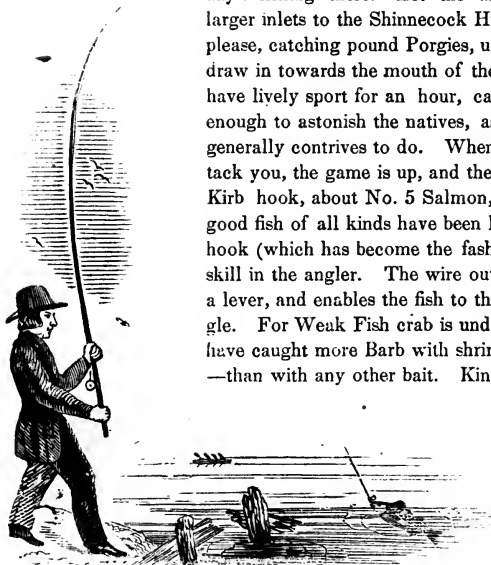 larger inlets to the Shinnecock H
please, catching pound Porgies, u
draw in towards the mouth of the
have lively sport for an hour, ca
enough to astonish the natives, a
generally contrives to do. When
tack you, the game is up, and the
Kirb hook, about No. 5 Salmon,
good fish of all kinds have been l
hook (which has become the fash
skill in the angler. The wire ou
a lever, and enables the fish to th
gle. For Weak Fish crab is und
have caught more Barb with shrin
—than with any other bait. Kin